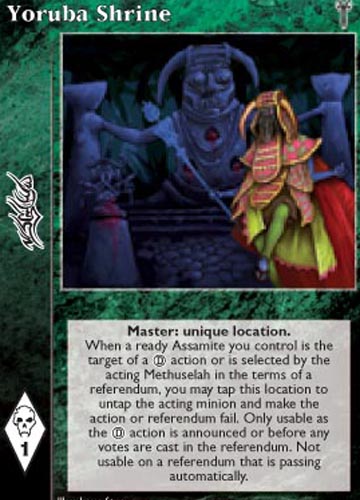 Yoruba Shrine
Master: unique location.
When a ready Assamite you control is the
target of a Ⓓ action or is selected by the
acting Methuselah in the terms of a
referendum, you may tap this location to
untap the acting minion and make the
action or referendum fail. Only usable as
the Ⓓ action is announced or before any
votes are cast in the referendum. Not
usable on a referendum that is passing
automatically.
1